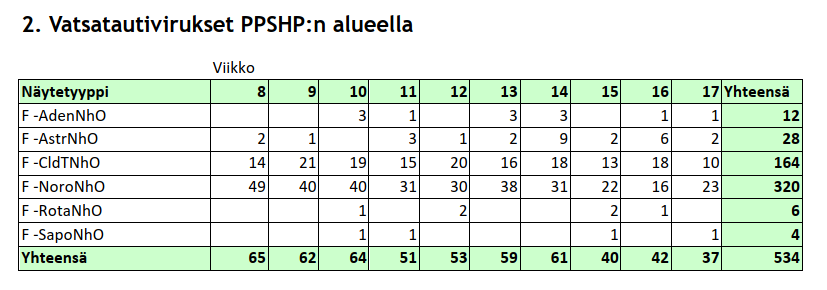 2. Vatsatautivirukset PPSHP:n alueella
Viikko
Näytetyyppi 8 9 10 11 12 13 14 15 16 17 Yhteensä
F -AdenNhO 3 1 3 3 1 1 12
F -AstrNhO 2 1 3 1 2 9 2 6 2 28
F -CldTNhO 14 21 19 15 20 16 18 13 18 10 164
F -NoroNhO 49 40 40 31 30 38 31 22 16 23 320
F -RotaNhO 1 2 2 1 6
F -SapoNhO 1 1 1 1 4
Yhteensä 65 62 64 51 53 59 61 40 42 37 534